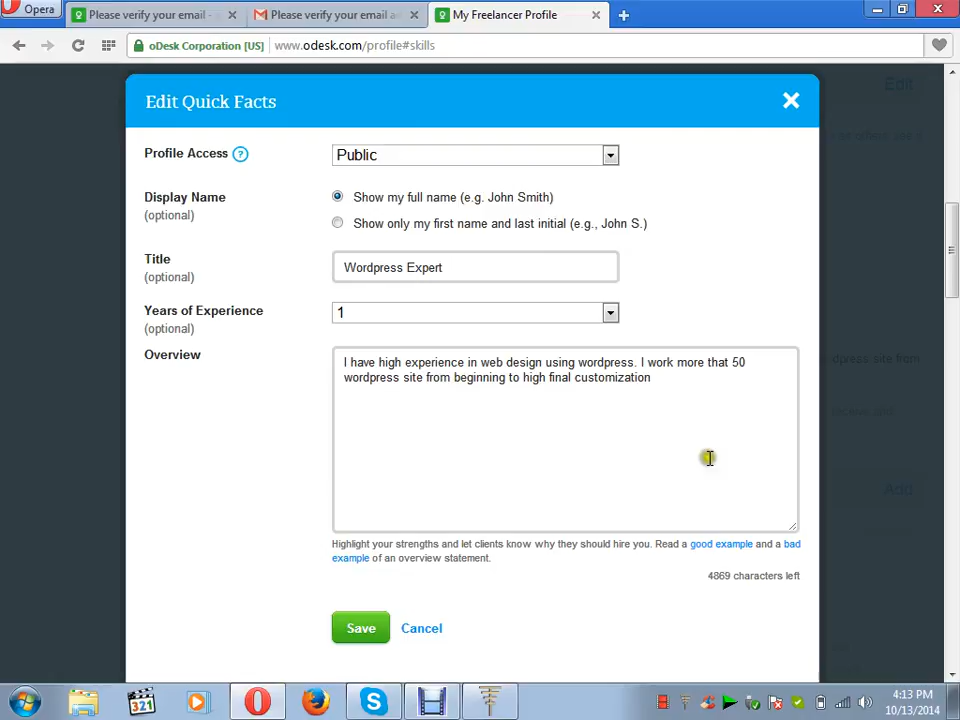 Opera
Please verify your email -
Please verify your email ad
My Freelancer Profile
oDesk Corporation [US]
www.odesk.com/profile#skills
Edit
Edit Quick Facts
Profile Access ?
Public
Display Name
(optional)
Show my full name (e.g. John Smith)
Show only my first name and last initial (e.g., John S.)
Title
(optional)
Wordpress Expert
Years of Experience
(optional)
1
Overview
I have high experience in web design using wordpress. I work more that 50
wordpress site from beginning to high final customization
Add
Highlight your strengths and let clients know why they should hire you. Read a good example and a bad
example of an overview statement.
4869 characters left
Save
Cancel
321
4:13 PM
10/13/2014